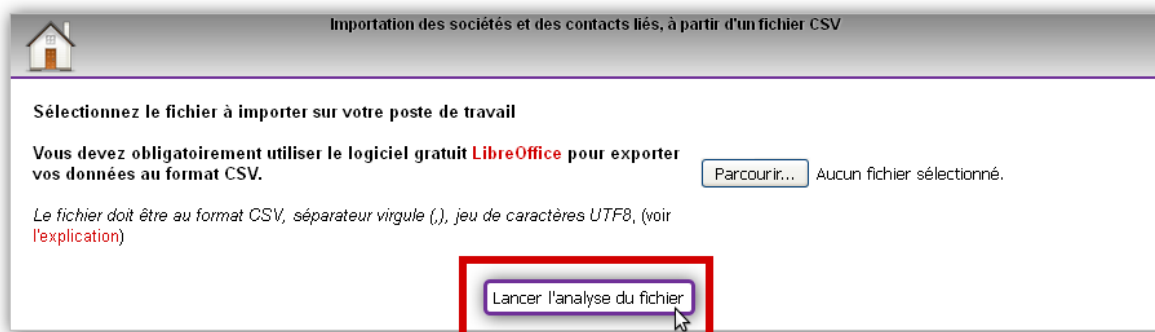 Importation des sociétés et des contacts liés, à partir d'un fichier CSV
Sélectionnez le fichier à importer sur votre poste de travail
Vous devez obligatoirement utiliser le logiciel gratuit LibreOffice pour exporter
vos données au format CSV.
Parcourir... Aucun fichier sélectionné.
Le fichier doit être au format CSV, séparateur virgule (,), jeu de caractères UTF8, (voir
l'explication)
Lancer l'analyse du fichier